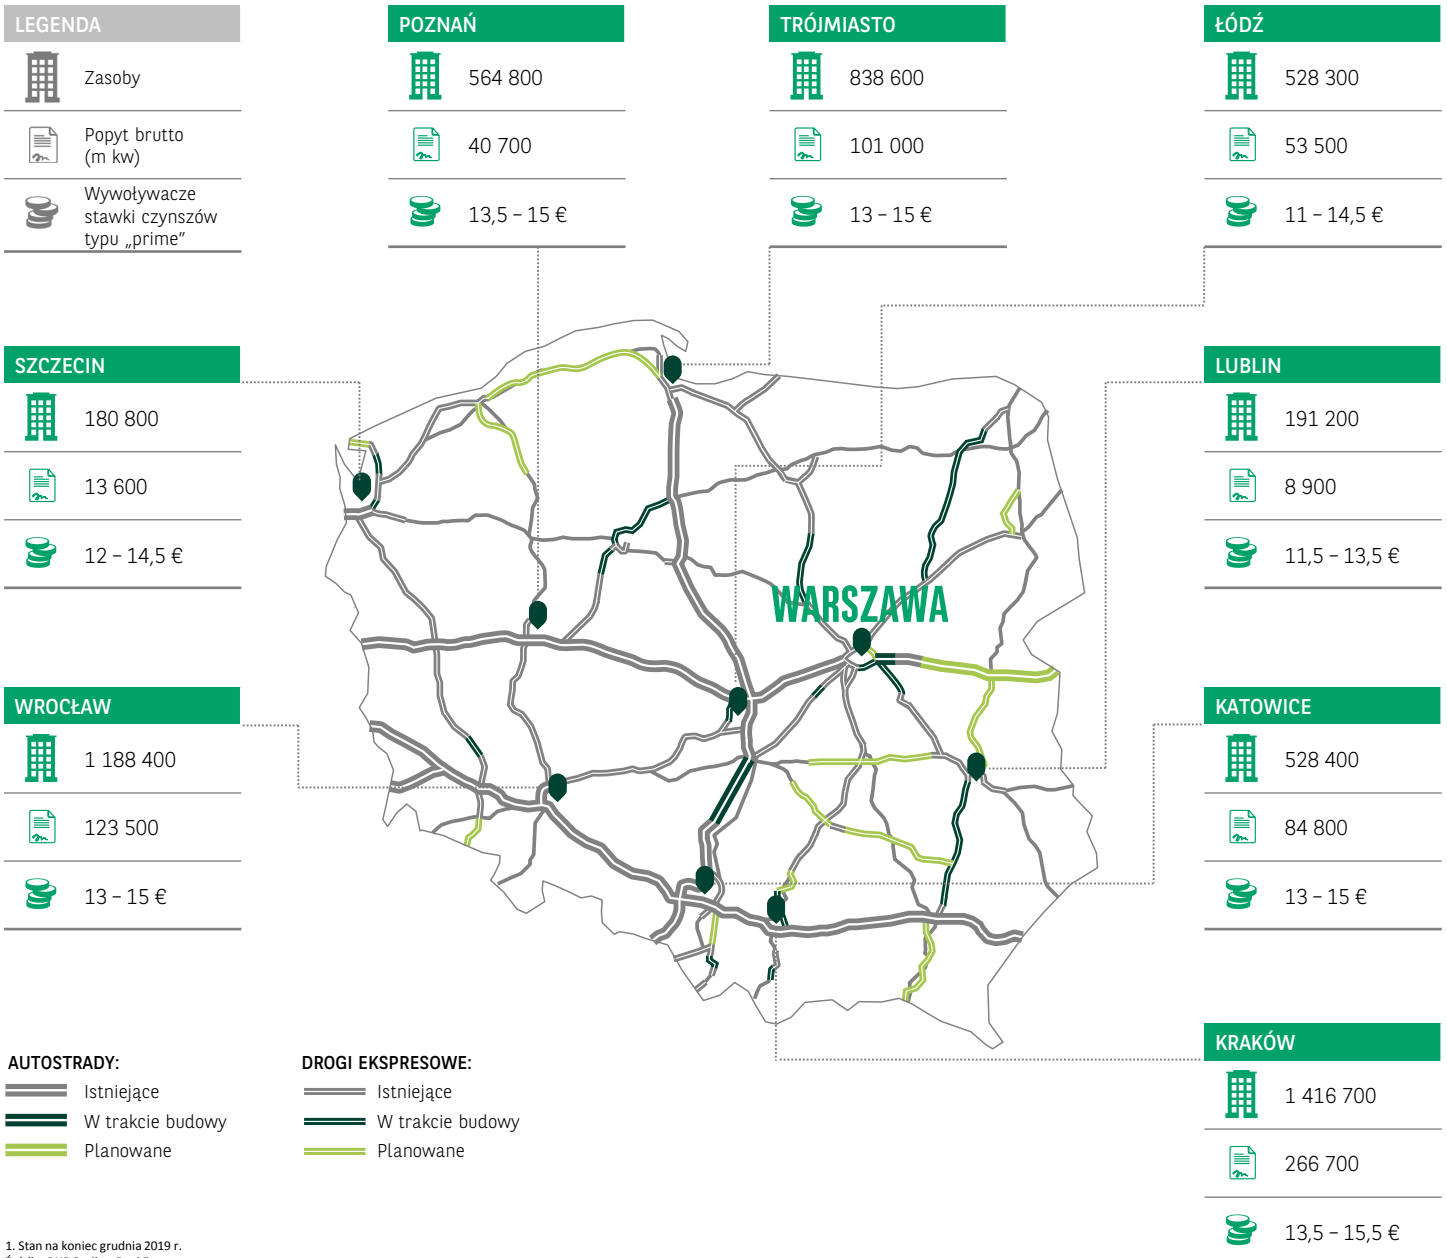 LEGENDA
Zasoby
Popyt brutto
(m kw)
Wywoływacze
stawki czynszów
typu „prime”
POZNAŃ
564 800
40 700
13,5 – 15 €
TRÓJMIASTO
838 600
101 000
13 – 15 €
ŁÓDŹ
528 300
53 500
11 – 14,5 €
SZCZECIN
180 800
13 600
12 – 14,5 €
LUBLIN
191 200
8 900
11,5 – 13,5 €
WARSZAWA
WROCŁAW
1 188 400
123 500
13 – 15 €
KATOWICE
528 400
84 800
13 – 15 €
KRAKÓW
1 416 700
266 700
13,5 – 15,5 €
AUTOSTRADY:
Istniejące
W trakcie budowy
Planowane
DROGI EKSPRESOWE:
Istniejące
W trakcie budowy
Planowane
1. Stan na koniec grudnia 2019 r.